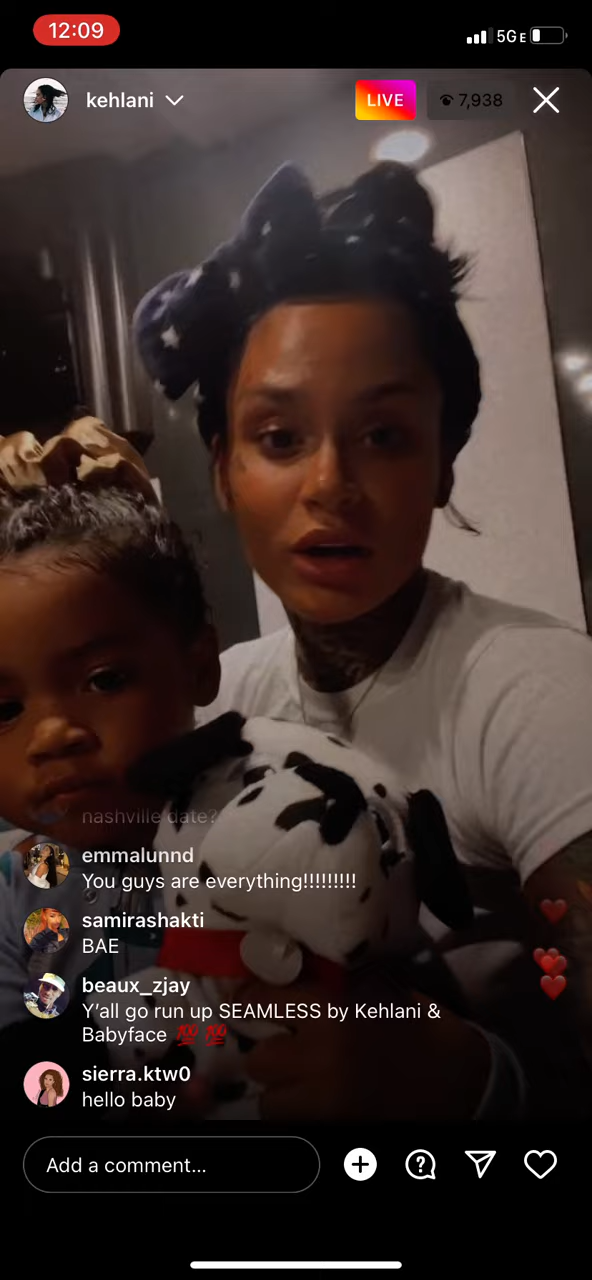 12:09
5GE
kehlani
LIVE
7,938
nashville date?
emmalunnd
You guys are everything!!!!!!!!!
samirashakti
BAE
beaux_zjay
Y'all go run up SEAMLESS by Kehlani &
Babyface 💯 💯
sierra.ktw0
hello baby
Add a comment...